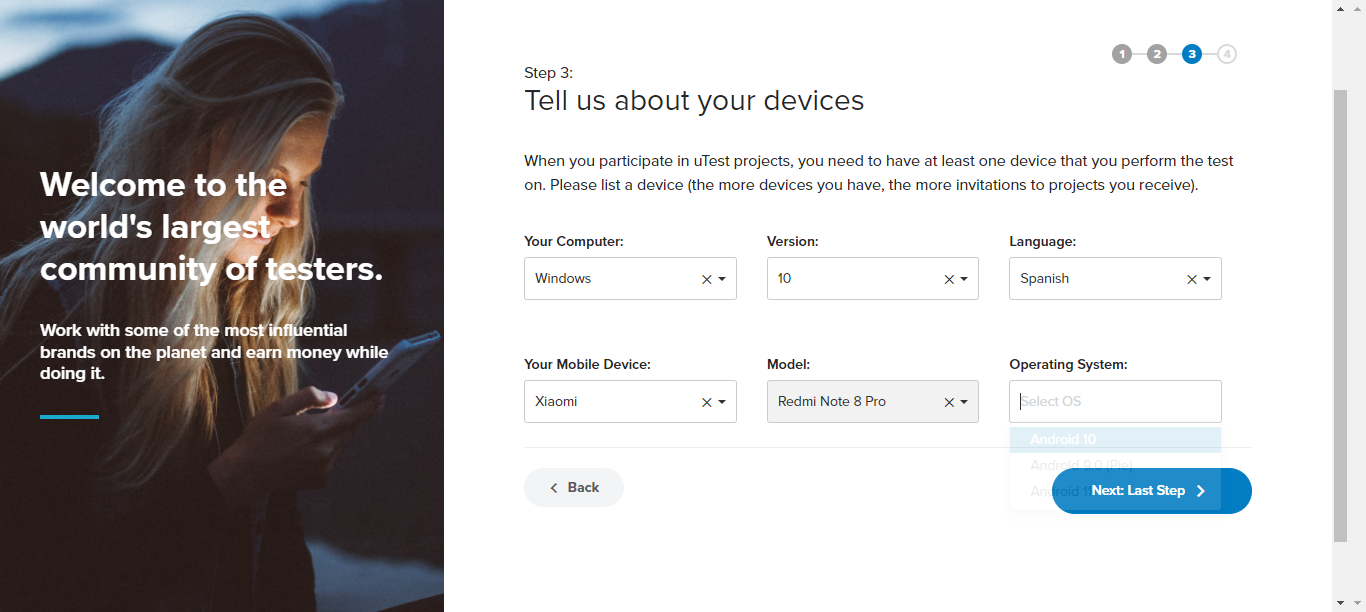 Welcome to the
world's largest
community of testers.
Work with some of the most influential
brands on the planet and earn money while
doing it.
1 2 3 4
Step 3:
Tell us about your devices
When you participate in uTest projects, you need to have at least one device that you perform the test
on. Please list a device (the more devices you have, the more invitations to projects you receive).
Your Computer: Version: Language:
Windows 10 Spanish
Your Mobile Device: Model: Operating System:
Xiaomi Redmi Note 8 Pro Select OS
Android 10
Android 9.0 (Pie)
Android 11
Back Next: Last Step